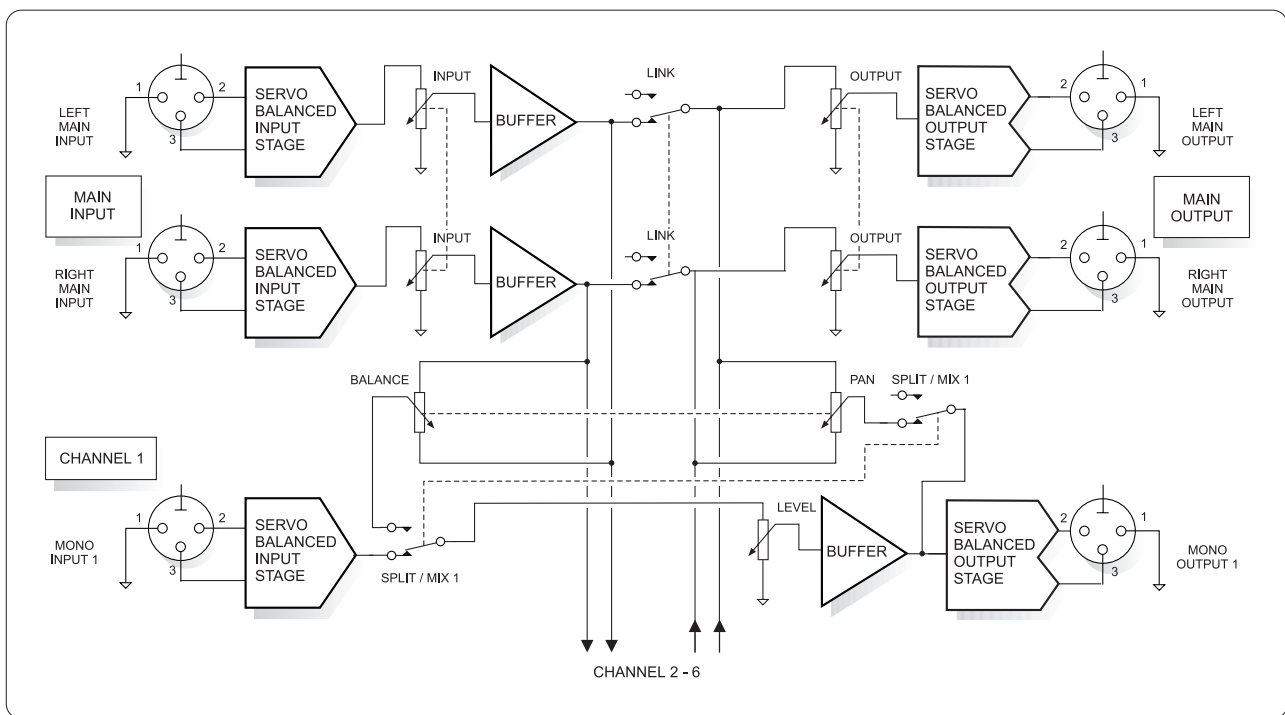 LINK
INPUT
OUTPUT
1
2
3
SERVO
BALANCED
INPUT
STAGE
BUFFER
SERVO
BALANCED
OUTPUT
STAGE
2
1
3
LEFT
MAIN
INPUT
LEFT
MAIN
OUTPUT
MAIN
INPUT
MAIN
OUTPUT
LINK
INPUT
OUTPUT
1
2
3
SERVO
BALANCED
INPUT
STAGE
BUFFER
SERVO
BALANCED
OUTPUT
STAGE
2
1
3
RIGHT
MAIN
INPUT
RIGHT
MAIN
OUTPUT
BALANCE
PAN
SPLIT / MIX 1
CHANNEL 1
1
2
3
SERVO
BALANCED
INPUT
STAGE
LEVEL
BUFFER
SERVO
BALANCED
OUTPUT
STAGE
2
1
3
MONO
INPUT 1
SPLIT / MIX 1
MONO
OUTPUT 1
CHANNEL 2 - 6